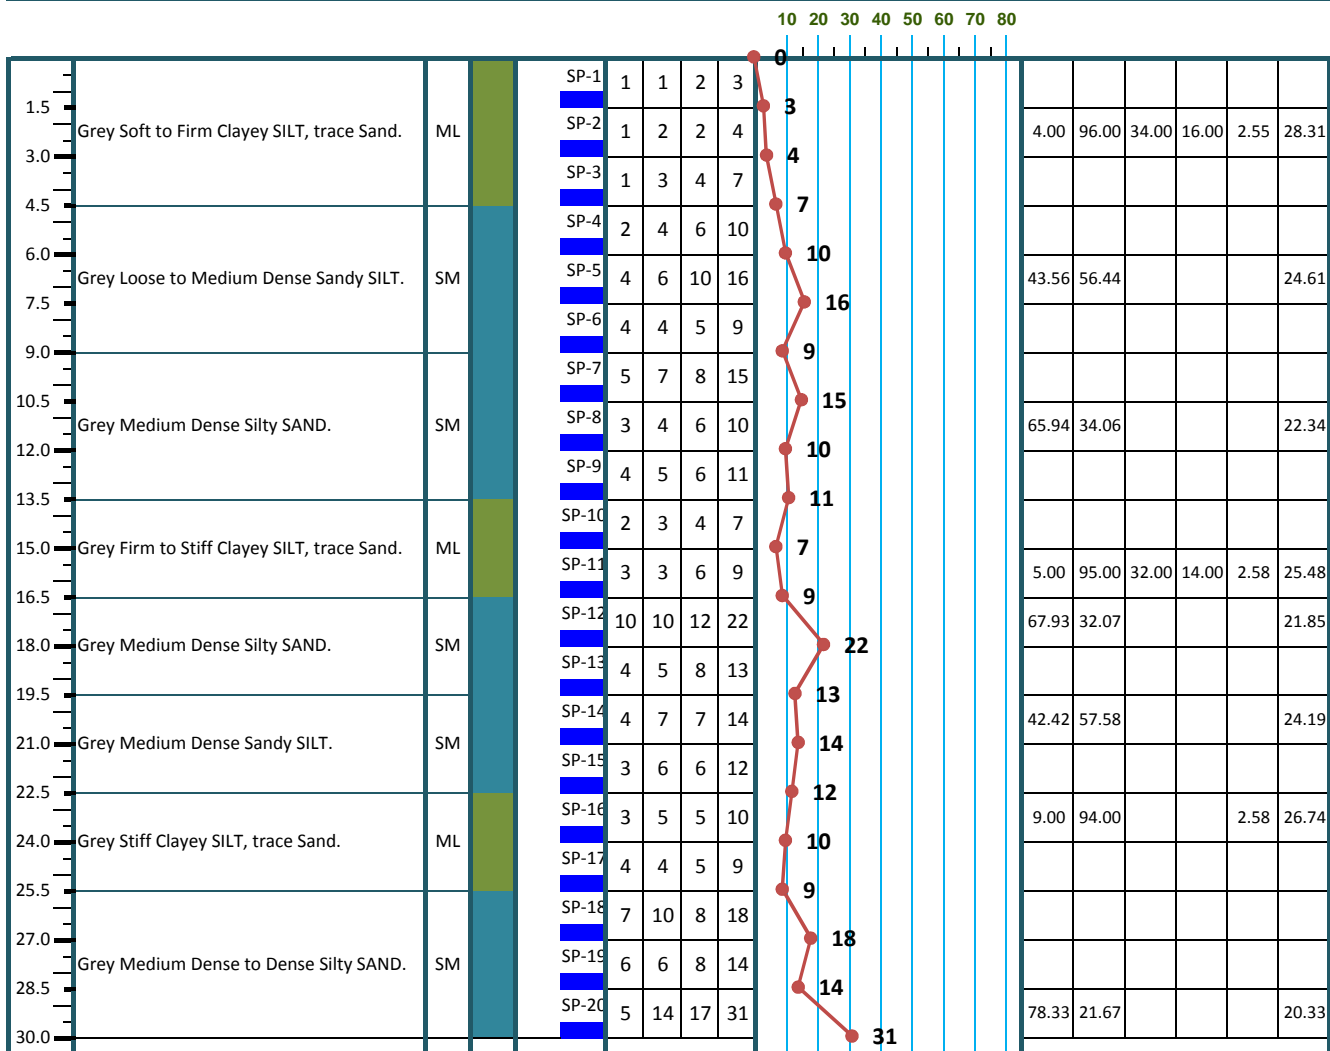 10 20 30 40 50 60 70 80
0
SP-1 1 1 2 3
1.5 3
Grey Soft to Firm Clayey SILT, trace Sand. ML SP-2 1 2 2 4 4.00 96.00 34.00 16.00 2.55 28.31
3.0 4
SP-3 1 3 4 7
4.5 7
SP-4 2 4 6 10
6.0 10
Grey Loose to Medium Dense Sandy SILT. SM SP-5 4 6 10 16 43.56 56.44 24.61
7.5 16
SP-6 4 4 5 9
9.0 9
SP-7 5 7 8 15
10.5 15
Grey Medium Dense Silty SAND. SM SP-8 3 4 6 10 65.94 34.06 22.34
12.0 10
SP-9 4 5 6 11
13.5 11
SP-10 2 3 4 7
15.0 Grey Firm to Stiff Clayey SILT, trace Sand. ML 7
SP-11 3 3 6 9 5.00 95.00 32.00 14.00 2.58 25.48
16.5 9
SP-12 10 10 12 22 67.93 32.07 21.85
18.0 Grey Medium Dense Silty SAND. SM 22
SP-13 4 5 8 13
19.5 13
SP-14 4 7 7 14 42.42 57.58 24.19
21.0 Grey Medium Dense Sandy SILT. SM 14
SP-15 3 6 6 12
22.5 12
SP-16 3 5 5 10 9.00 94.00 2.58 26.74
24.0 Grey Stiff Clayey SILT, trace Sand. ML 10
SP-17 4 4 5 9
25.5 9
SP-18 7 10 8 18
27.0 18
Grey Medium Dense to Dense Silty SAND. SM SP-19 6 6 8 14
28.5 14
SP-20 5 14 17 31 78.33 21.67 20.33
30.0 31